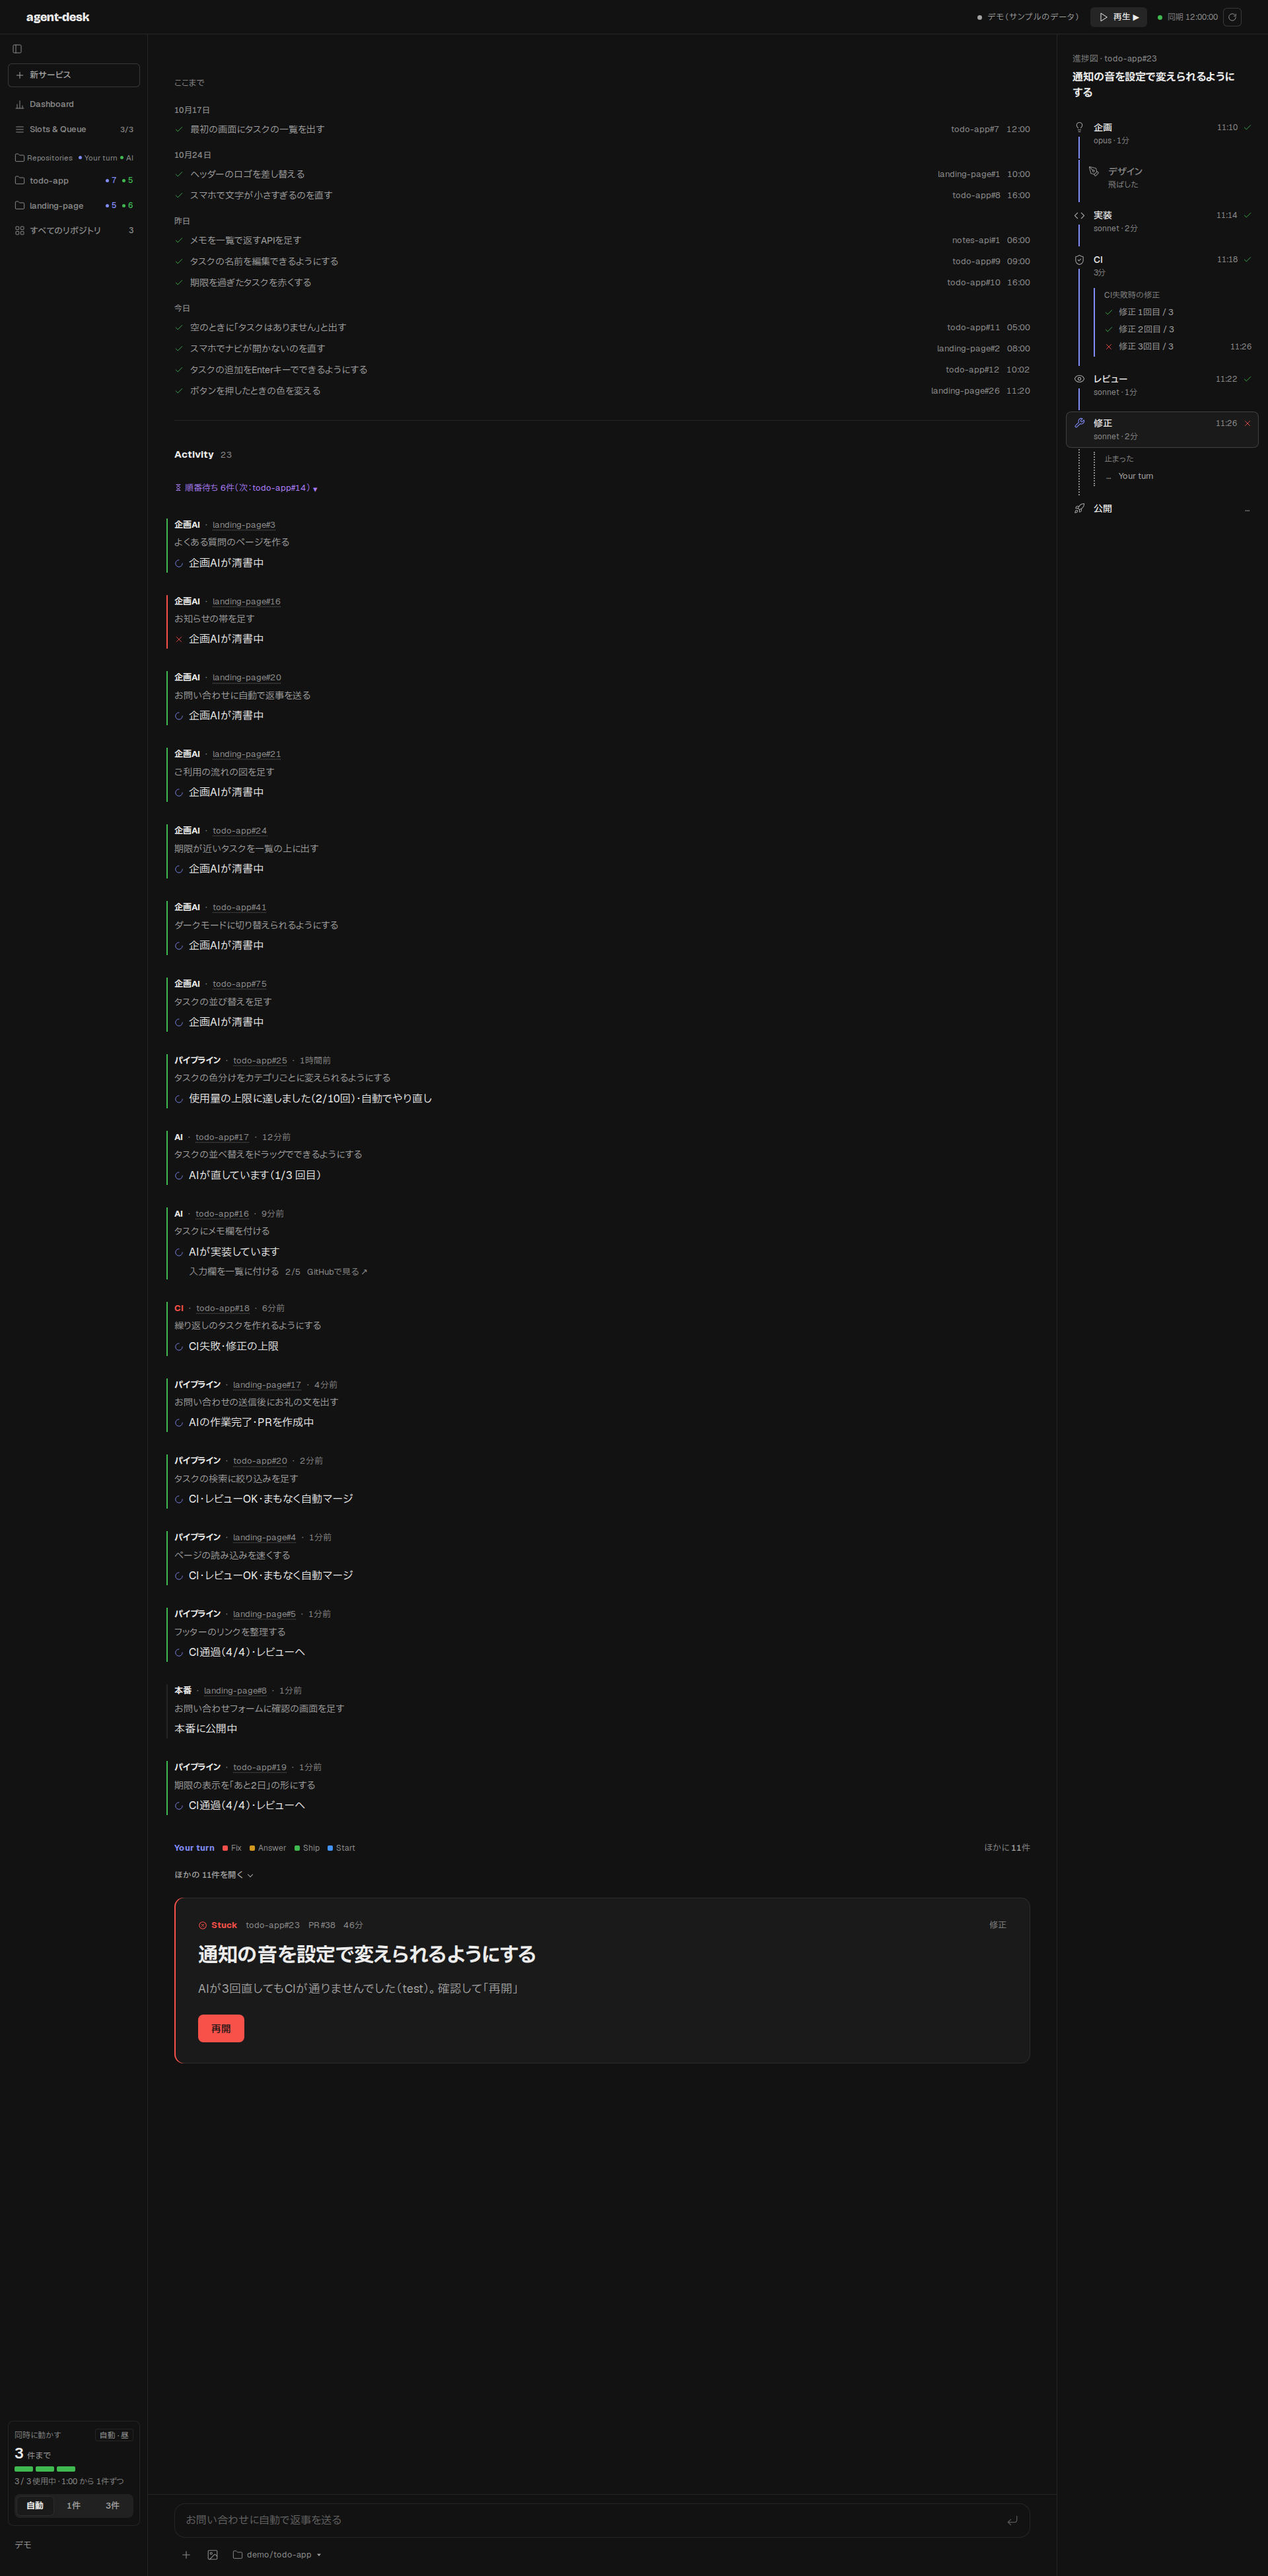 agent-desk
デモ(サンプルのデータ)
再生 ▶
同期 12:00:00
新サービス
Dashboard
Slots & Queue 3/3
Repositories Your turn AI
todo-app 7 5
landing-page 5 6
すべてのリポジトリ 3
ここまで
10月17日
最初の画面にタスクの一覧を出す todo-app#7 12:00
10月24日
ヘッダーのロゴを差し替える landing-page#1 10:00
スマホで文字が小さすぎるのを直す todo-app#8 16:00
昨日
メモを一覧で返すAPIを足す notes-api#1 06:00
タスクの名前を編集できるようにする todo-app#9 09:00
期限を過ぎたタスクを赤くする todo-app#10 16:00
今日
空のときに「タスクはありません」と出す todo-app#11 05:00
スマホでナビが開かないのを直す landing-page#2 08:00
タスクの追加をEnterキーでできるようにする todo-app#12 10:02
ボタンを押したときの色を変える landing-page#26 11:20
Activity 23
順番待ち 6件(次:todo-app#14) ▾
企画AI · landing-page#3
よくある質問のページを作る
企画AIが清書中
企画AI · landing-page#16
お知らせの帯を足す
企画AIが清書中
企画AI · landing-page#20
お問い合わせに自動で返事を送る
企画AIが清書中
企画AI · landing-page#21
ご利用の流れの図を足す
企画AIが清書中
企画AI · todo-app#24
期限が近いタスクを一覧の上に出す
企画AIが清書中
企画AI · todo-app#41
ダークモードに切り替えられるようにする
企画AIが清書中
企画AI · todo-app#75
タスクの並び替えを足す
企画AIが清書中
パイプライン · todo-app#25 · 1時間前
タスクの色分けをカテゴリごとに変えられるようにする
使用量の上限に達しました(2/10回)・自動でやり直し
AI · todo-app#17 · 12分前
タスクの並べ替えをドラッグでできるようにする
AIが直しています(1/3 回目)
AI · todo-app#16 · 9分前
タスクにメモ欄を付ける
AIが実装しています
入力欄を一覧に付ける 2/5 GitHubで見る ↗
CI · todo-app#18 · 6分前
繰り返しのタスクを作れるようにする
CI失敗・修正の上限
パイプライン · landing-page#17 · 4分前
お問い合わせの送信後にお礼の文を出す
AIの作業完了・PRを作成中
パイプライン · todo-app#20 · 2分前
タスクの検索に絞り込みを足す
CI・レビューOK・まもなく自動マージ
パイプライン · landing-page#4 · 1分前
ページの読み込みを速くする
CI・レビューOK・まもなく自動マージ
パイプライン · landing-page#5 · 1分前
フッターのリンクを整理する
CI通過(4/4)・レビューへ
本番 · landing-page#8 · 1分前
お問い合わせフォームに確認の画面を足す
本番に公開中
パイプライン · todo-app#19 · 1分前
期限の表示を「あと2日」の形にする
CI通過(4/4)・レビューへ
Your turn Fix Answer Ship Start ほかに 11件
ほかの 11件を開く
Stuck todo-app#23 PR #38 46分 修正
通知の音を設定で変えられるようにする
AIが3回直してもCIが通りませんでした(test)。確認して「再開」
再開
お問い合わせに自動で返事を送る
demo/todo-app ▾
同時に動かす 自動 · 昼
3 件まで
3 / 3 使用中 · 1:00 から 1件ずつ
自動 1件 3件
デモ
進捗図 · todo-app#23
通知の音を設定で変えられるように
する
企画 11:10
opus · 1分
デザイン
飛ばした
実装 11:14
sonnet · 2分
CI 11:18
3分
CI失敗時の修正
修正 1回目 / 3
修正 2回目 / 3
修正 3回目 / 3 11:26
レビュー 11:22
sonnet · 1分
修正 11:26
sonnet · 2分
止まった
… Your turn
公開 …